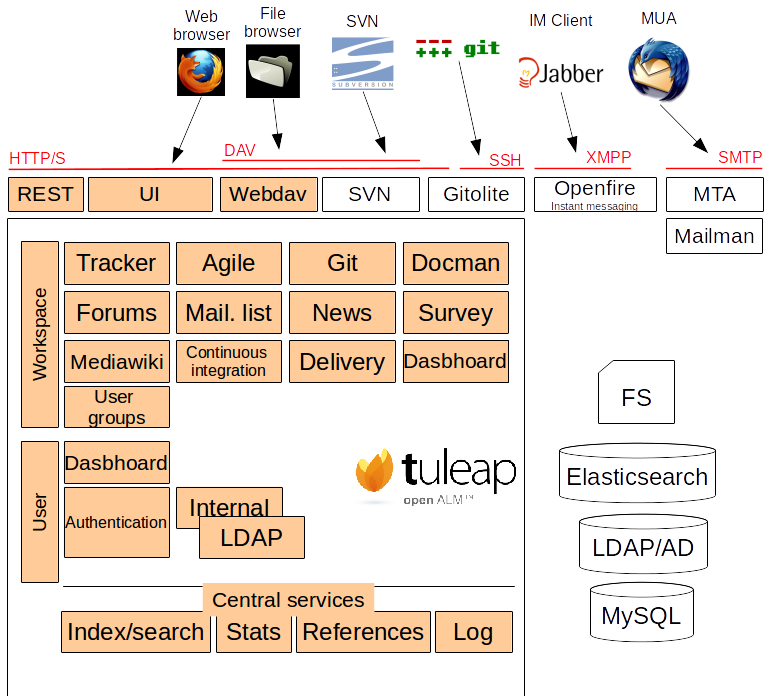 Web
browser
File
browser
SVN
git
IM Client
MUA
SUBVERSION
Jabber
HTTP/S
DAV
SSH
XMPP
SMTP
REST
UI
Webdav
SVN
Gitolite
Openfire
Instant messaging
MTA
Mailman
Workspace
Tracker
Agile
Git
Docman
Forums
Mail. list
News
Survey
Mediawiki
Continuous
integration
Delivery
Dasbhoard
User
groups
FS
User
Dasbhoard
Authentication
Internal
LDAP
tuleap
open ALM™
Elasticsearch
LDAP/AD
MySQL
Central services
Index/search
Stats
References
Log